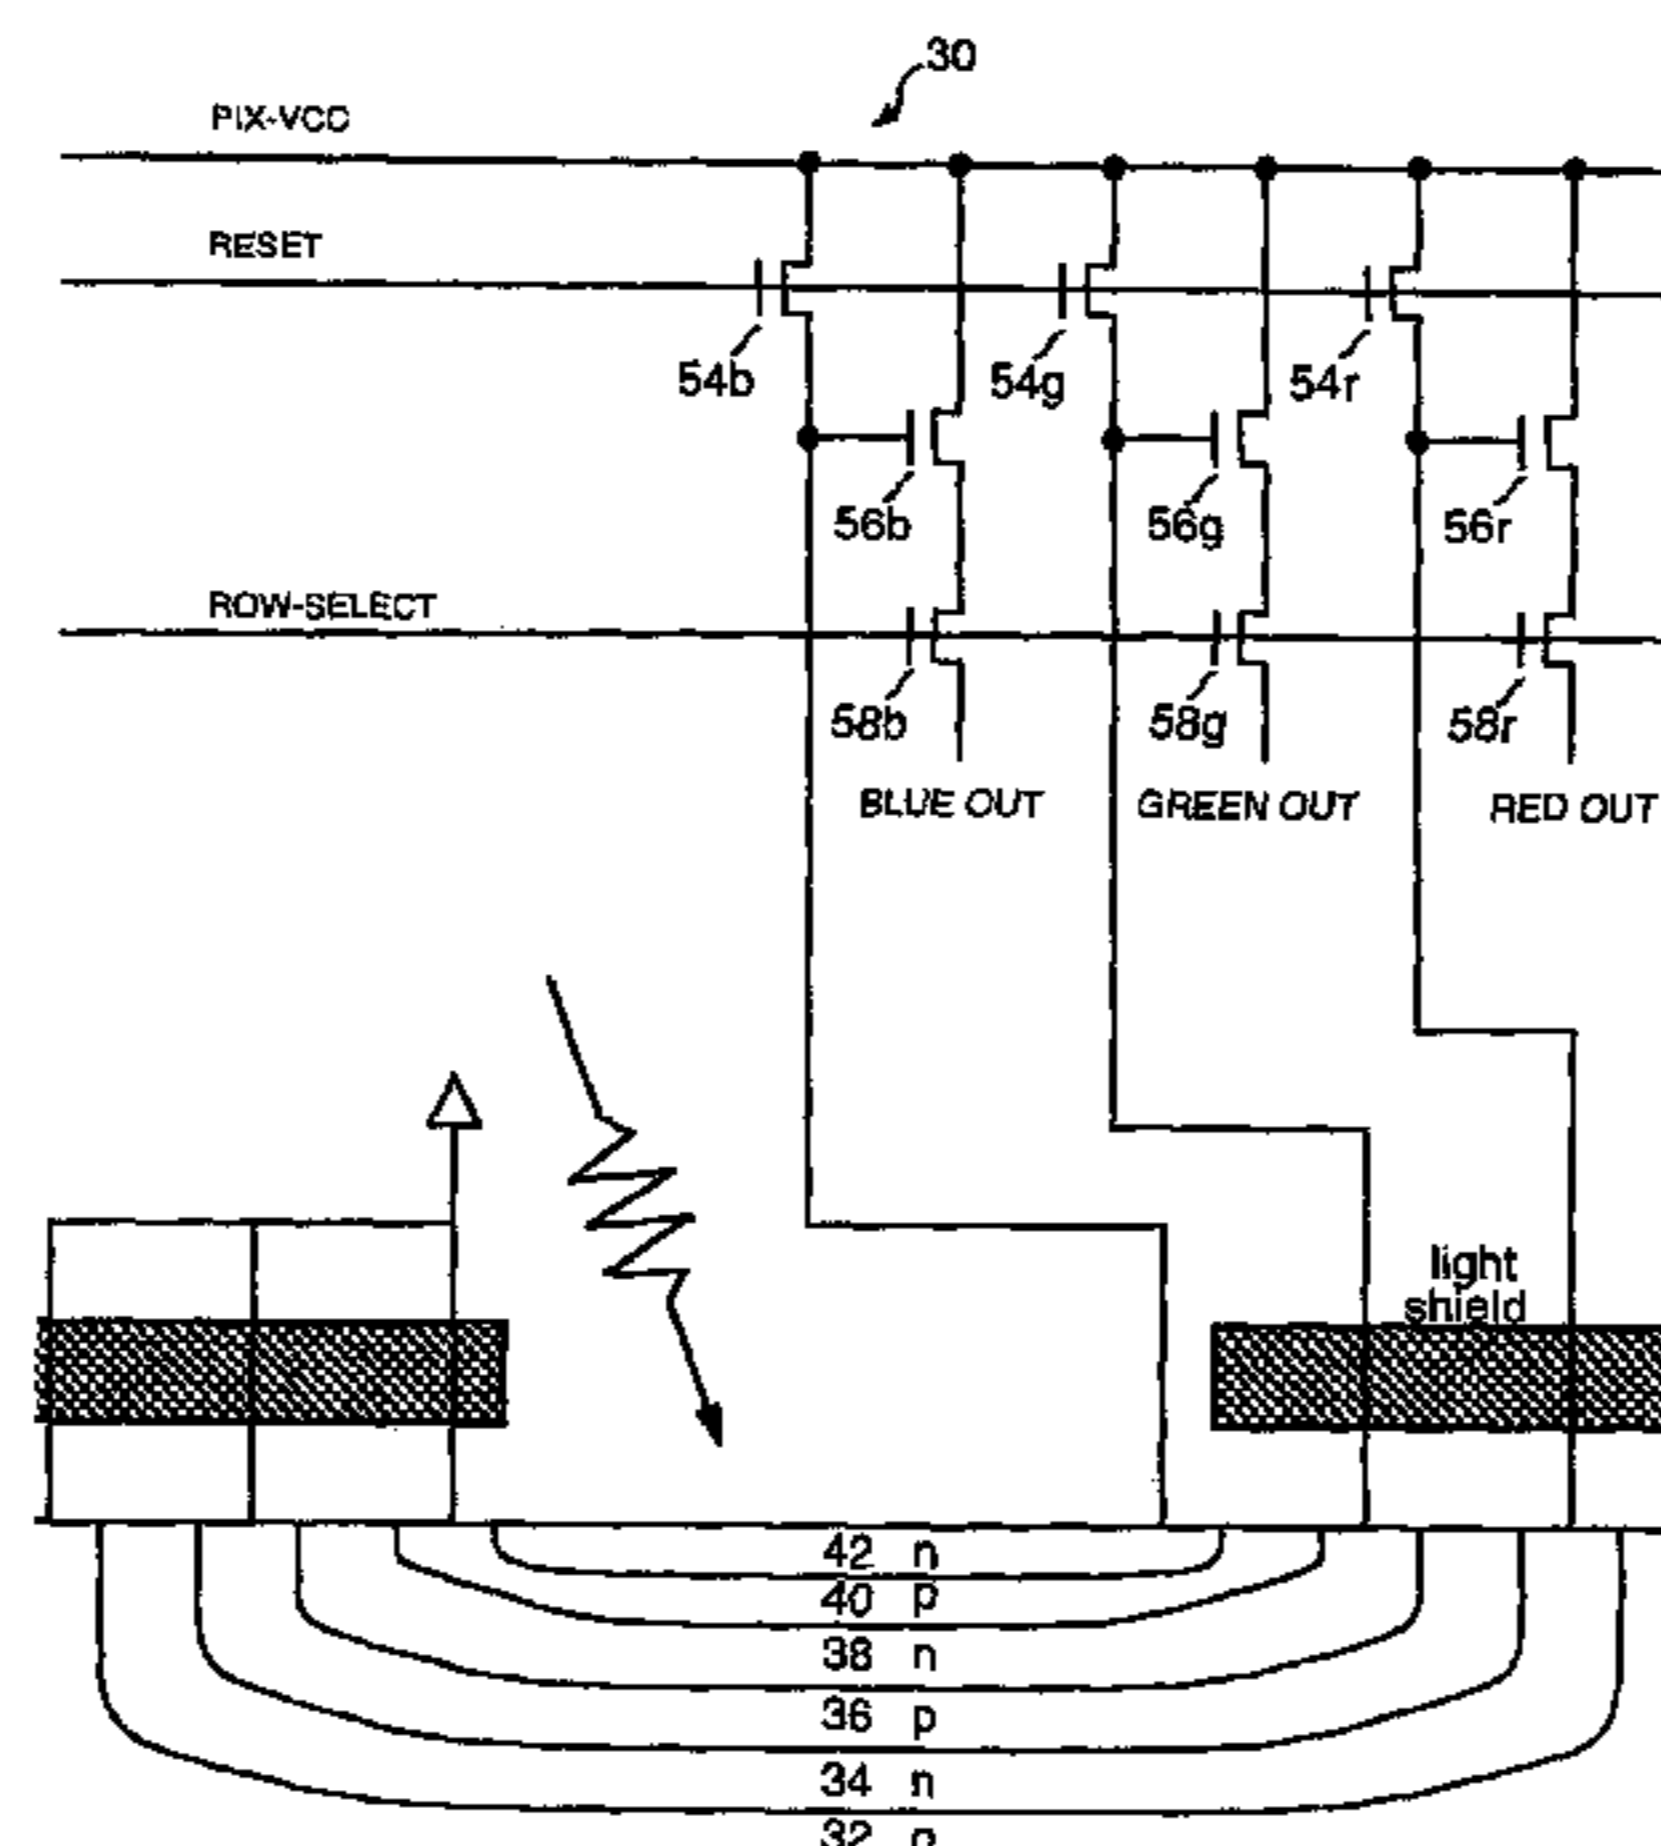 30
PIX-VCC
RESET
54b
54g
54r
56b
56g
56r
ROW-SELECT
58b
58g
58r
BLUE OUT
GREEN OUT
RED OUT
light
shield
42 n
40 p
38 n
36 p
34 n
32